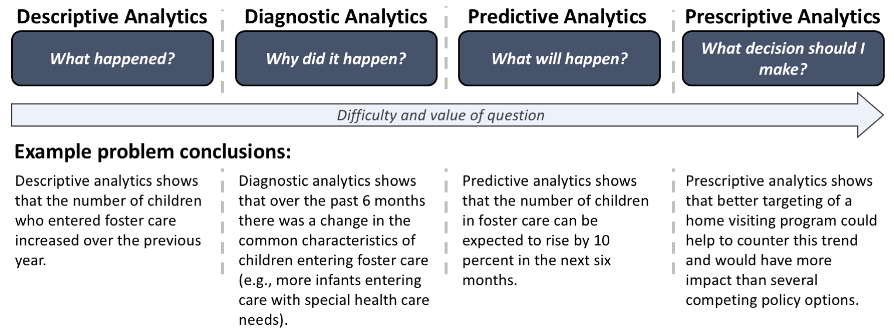 Descriptive Analytics
Diagnostic Analytics
Predictive Analytics
Prescriptive Analytics
What happened?
Why did it happen?
What will happen?
What decision should I
make?
Difficulty and value of question
Example problem conclusions:
Descriptive analytics shows
that the number of children
who entered foster care
increased over the previous
year.
Diagnostic analytics shows
that over the past 6 months
there was a change in the
common characteristics of
children entering foster care
(e.g., more infants entering
care with special health care
needs).
Predictive analytics shows
that the number of children
in foster care can be
expected to rise by 10
percent in the next six
months.
Prescriptive analytics shows
that better targeting of a
home visiting program could
help to counter this trend
and would have more
impact than several
competing policy options.